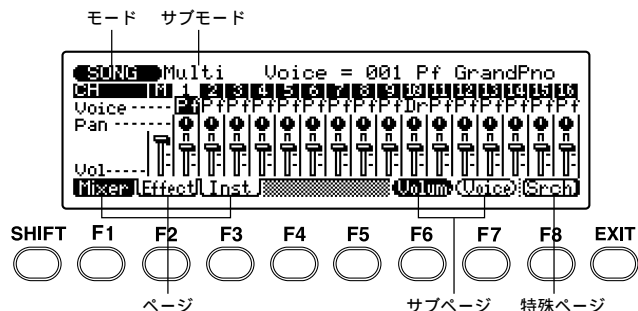 モード サブモード
SONG Multi Voice = 001 Pf GrandPno
CH M 1 2 3 4 5 6 7 8 9 10 11 12 13 14 15 16
Voice ----- Pf Pf Pf Pf Pf Pf Pf Pf Pf Dr Pf Pf Pf Pf Pf Pf
Pan ------
Vol-----
Mixer Effect Inst Volum Voice Srch
SHIFT F1 F2 F3 F4 F5 F6 F7 F8 EXIT
ページ サブページ 特殊ページ